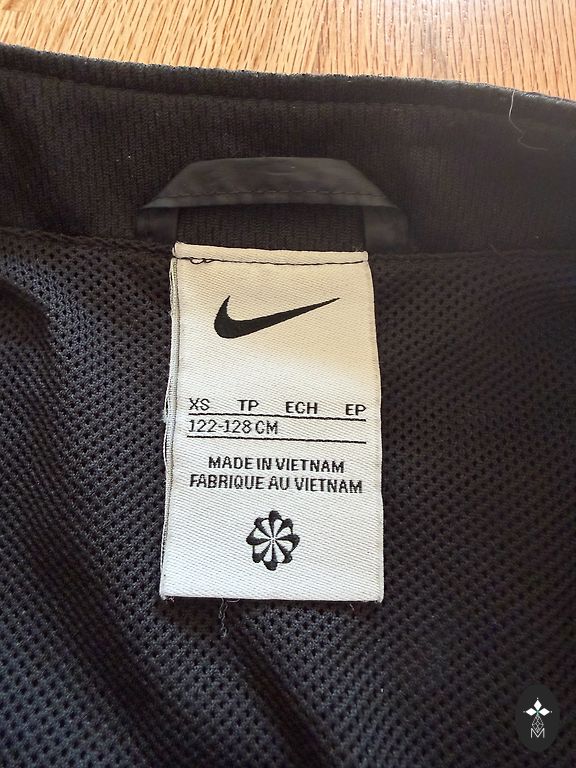 XS TP ECH EP
122-128 CM
MADE IN VIETNAM
FABRIQUE AU VIETNAM
M